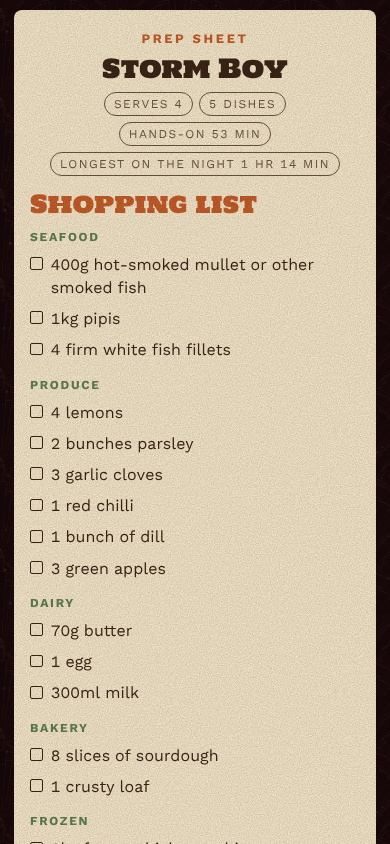 PREP SHEET
STORM BOY
SERVES 4
5 DISHES
HANDS-ON 53 MIN
LONGEST ON THE NIGHT 1 HR 14 MIN
SHOPPING LIST
SEAFOOD
400g hot-smoked mullet or other
smoked fish
1kg pipis
4 firm white fish fillets
PRODUCE
4 lemons
2 bunches parsley
3 garlic cloves
1 red chilli
1 bunch of dill
3 green apples
DAIRY
70g butter
1 egg
300ml milk
BAKERY
8 slices of sourdough
1 crusty loaf
FROZEN